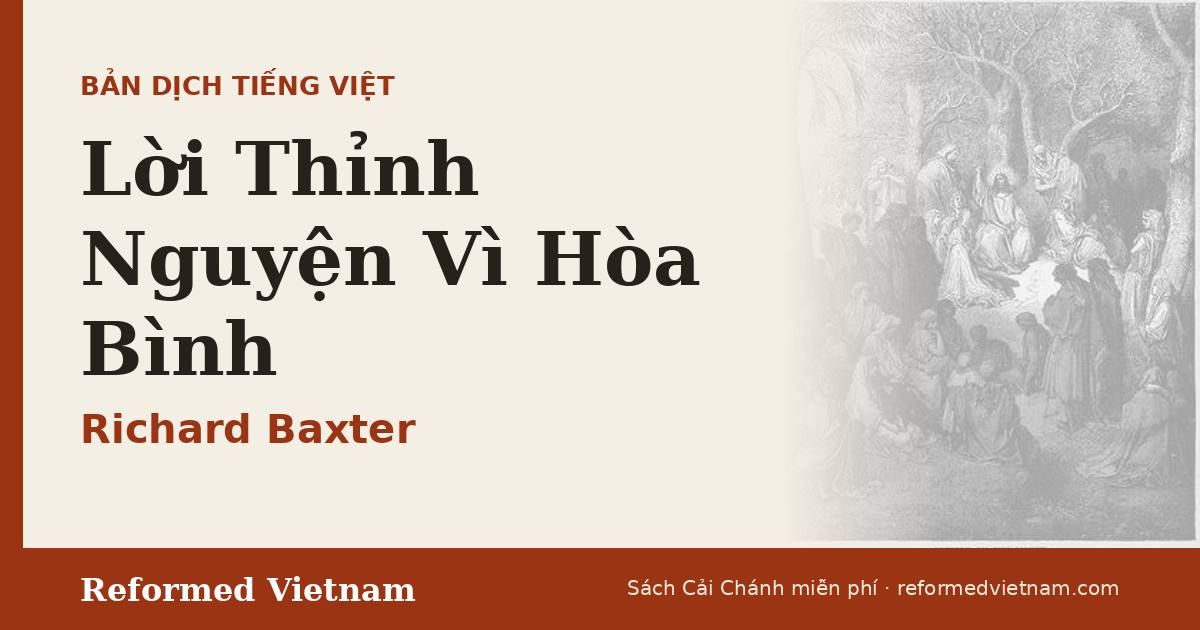 BẢN DỊCH TIẾNG VIỆT
Lời Thỉnh
Nguyện Vì Hòa
Bình
Richard Baxter
Reformed Vietnam
Sách Cải Chánh miễn phí · reformedvietnam.com